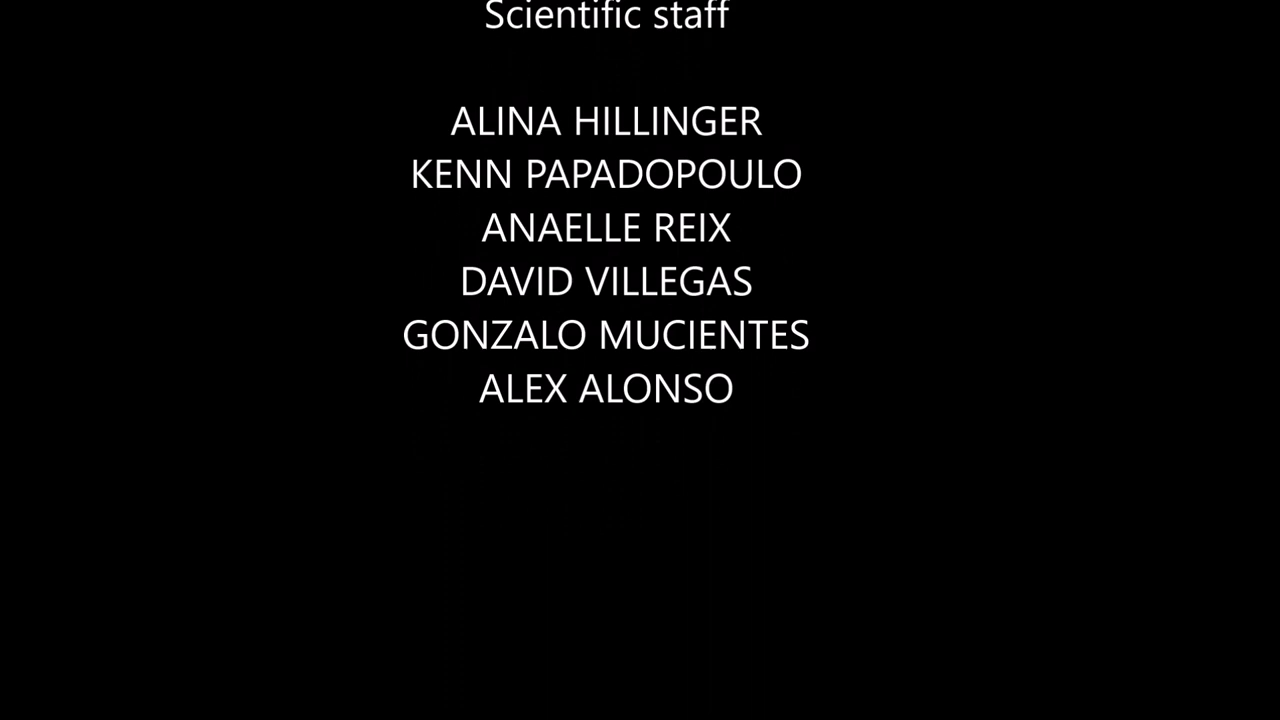 Scientific staff
ALINA HILLINGER
KENN PAPADOPOULO
ANAELLE REIX
DAVID VILLEGAS
GONZALO MUCIENTES
ALEX ALONSO